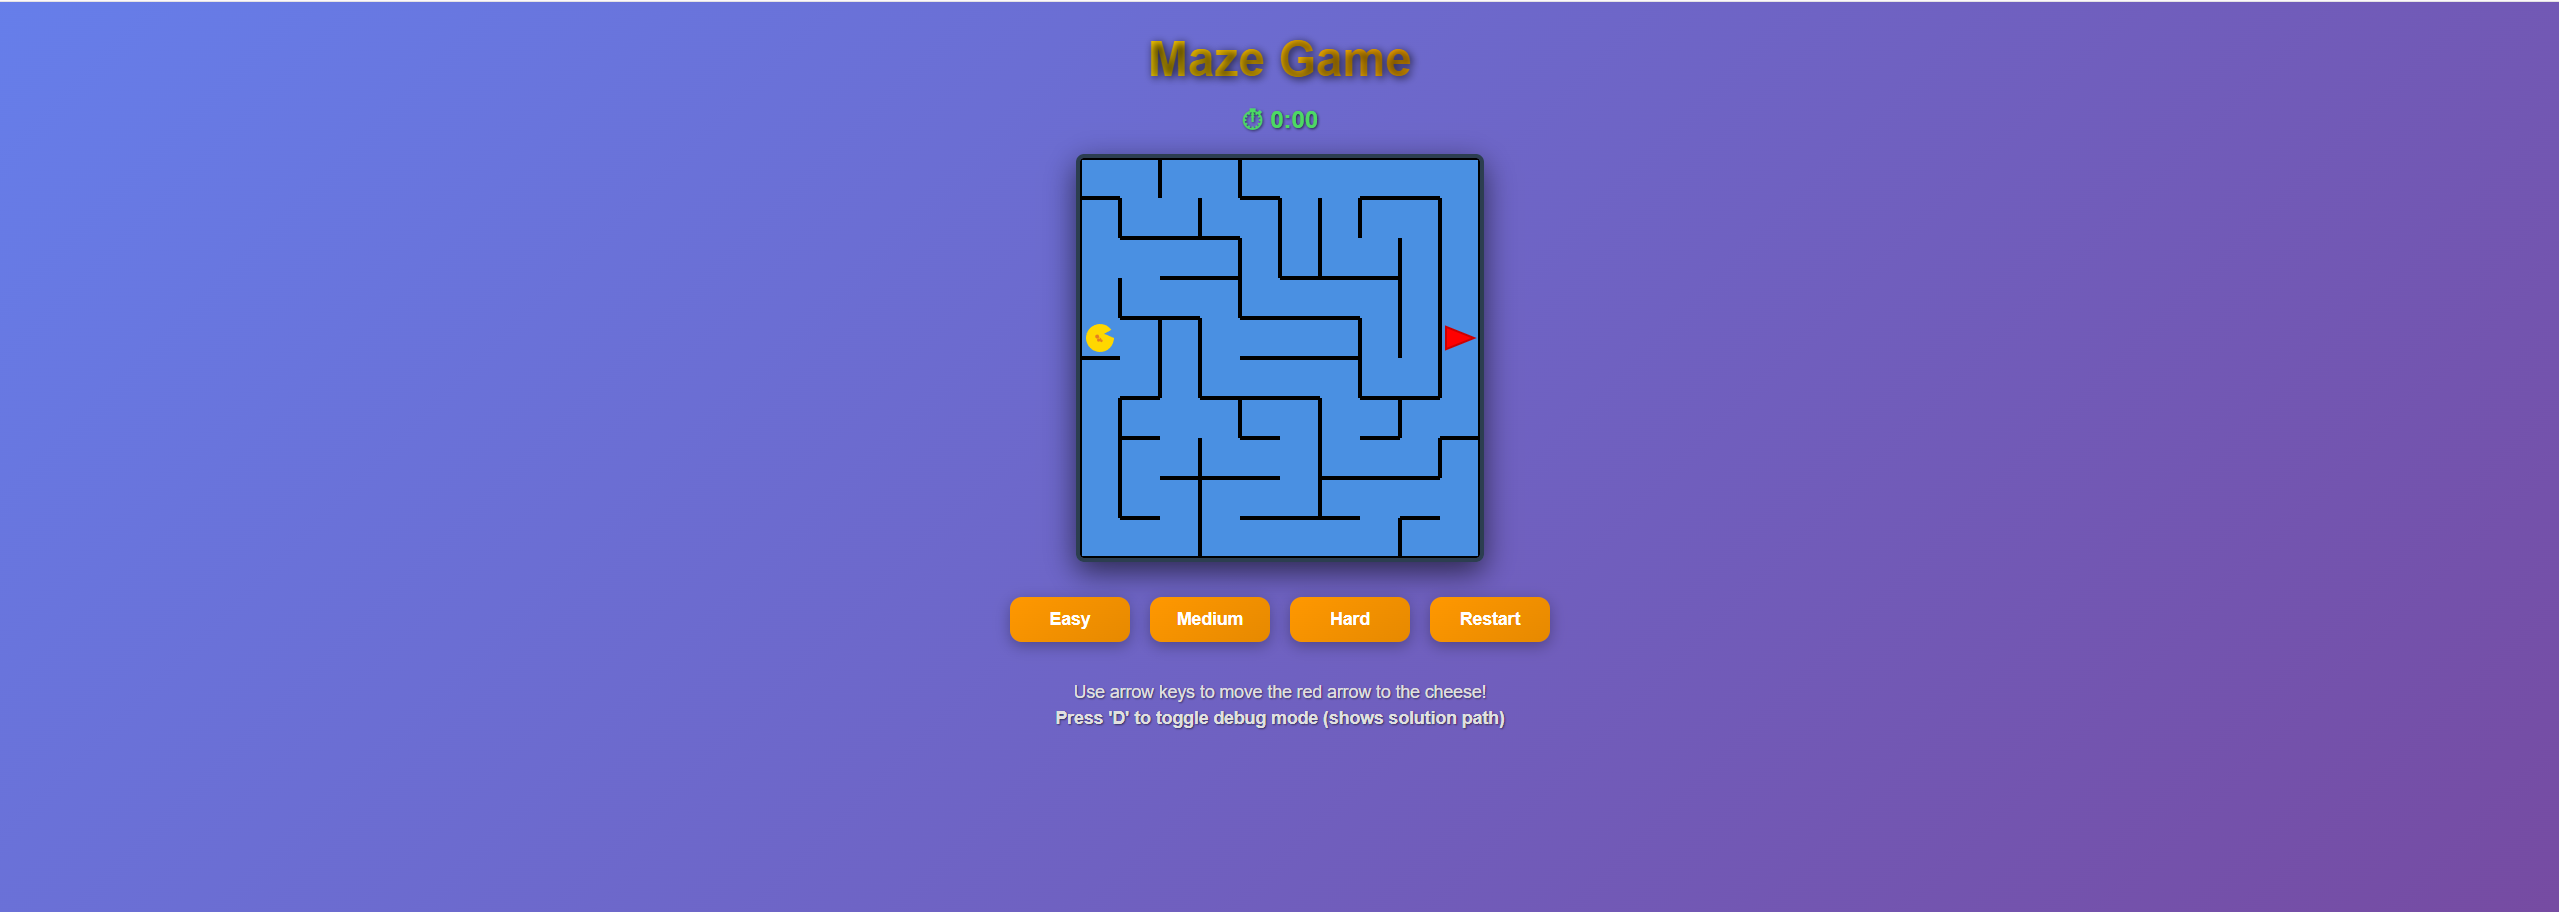 Maze Game
⏱ 0:00
Easy
Medium
Hard
Restart
Use arrow keys to move the red arrow to the cheese!
Press 'D' to toggle debug mode (shows solution path)